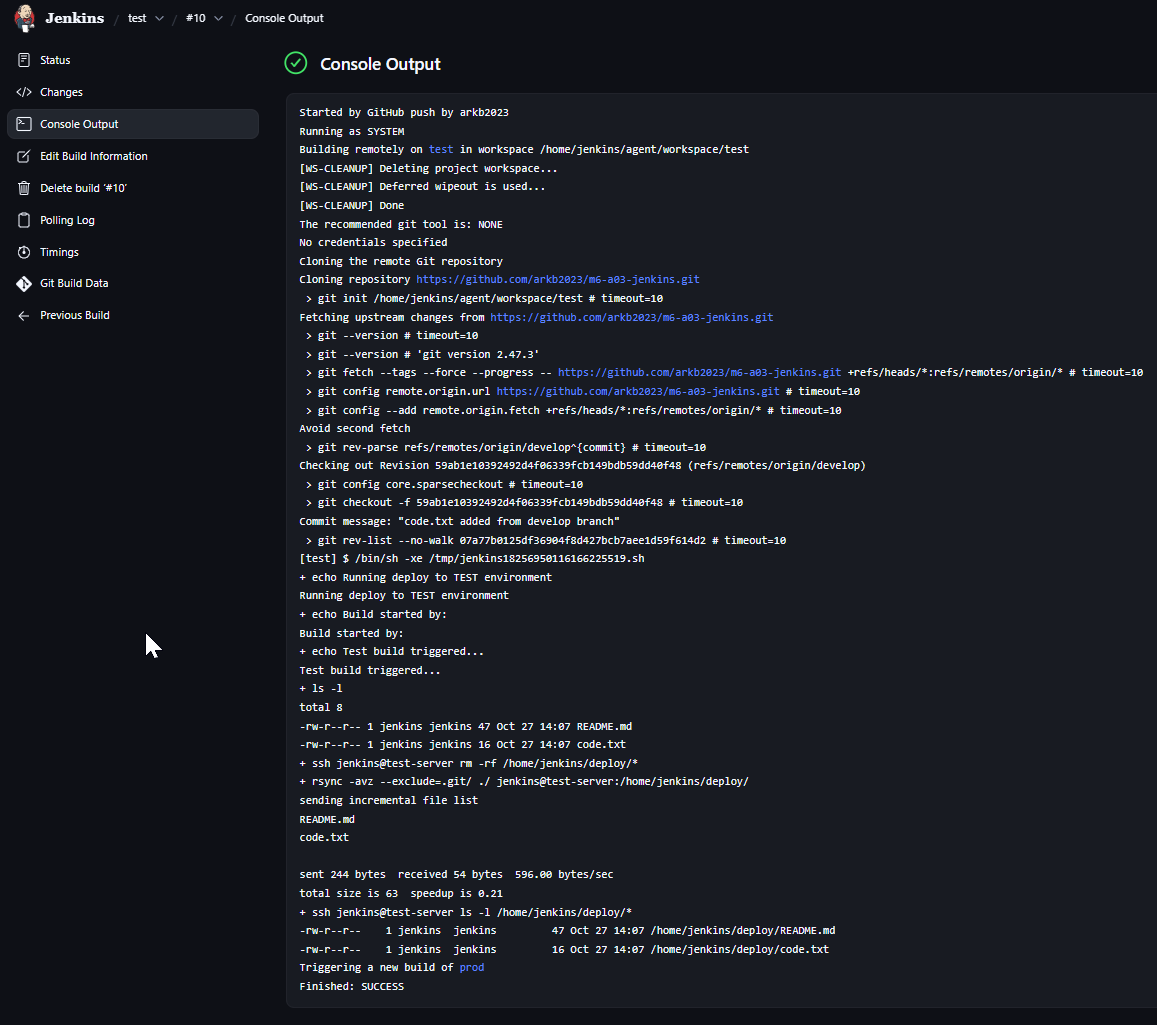 Jenkins / test / #10 / Console Output
Status
Changes
Console Output
Edit Build Information
Delete build ‘#10’
Polling Log
Timings
Git Build Data
Previous Build
Console Output
Started by GitHub push by arkb2023
Running as SYSTEM
Building remotely on test in workspace /home/jenkins/agent/workspace/test
[WS-CLEANUP] Deleting project workspace...
[WS-CLEANUP] Deferred wipeout is used...
[WS-CLEANUP] Done
The recommended git tool is: NONE
No credentials specified
Cloning the remote Git repository
Cloning repository https://github.com/arkb2023/m6-a03-jenkins.git
 > git init /home/jenkins/agent/workspace/test # timeout=10
Fetching upstream changes from https://github.com/arkb2023/m6-a03-jenkins.git
 > git --version # timeout=10
 > git --version # 'git version 2.47.3'
 > git fetch --tags --force --progress -- https://github.com/arkb2023/m6-a03-jenkins.git +refs/heads/*:refs/remotes/origin/* # timeout=10
 > git config remote.origin.url https://github.com/arkb2023/m6-a03-jenkins.git # timeout=10
 > git config --add remote.origin.fetch +refs/heads/*:refs/remotes/origin/* # timeout=10
Avoid second fetch
 > git rev-parse refs/remotes/origin/develop^{commit} # timeout=10
Checking out Revision 59ab1e10392492d4f06339fcb149bdb59dd40f48 (refs/remotes/origin/develop)
 > git config core.sparsecheckout # timeout=10
 > git checkout -f 59ab1e10392492d4f06339fcb149bdb59dd40f48 # timeout=10
Commit message: "code.txt added from develop branch"
 > git rev-list --no-walk 07a77b0125df36904f8d427bcb7aee1d59f614d2 # timeout=10
[test] $ /bin/sh -xe /tmp/jenkins18256950116166225519.sh
+ echo Running deploy to TEST environment
Running deploy to TEST environment
+ echo Build started by:
Build started by:
+ echo Test build triggered...
Test build triggered...
+ ls -l
total 8
-rw-r--r-- 1 jenkins jenkins 47 Oct 27 14:07 README.md
-rw-r--r-- 1 jenkins jenkins 16 Oct 27 14:07 code.txt
+ ssh jenkins@test-server rm -rf /home/jenkins/deploy/*
+ rsync -avz --exclude=.git/ ./ jenkins@test-server:/home/jenkins/deploy/
sending incremental file list
README.md
code.txt
sent 244 bytes  received 54 bytes  596.00 bytes/sec
total size is 63  speedup is 0.21
+ ssh jenkins@test-server ls -l /home/jenkins/deploy/*
-rw-r--r--    1 jenkins  jenkins         47 Oct 27 14:07 /home/jenkins/deploy/README.md
-rw-r--r--    1 jenkins  jenkins         16 Oct 27 14:07 /home/jenkins/deploy/code.txt
Triggering a new build of prod
Finished: SUCCESS